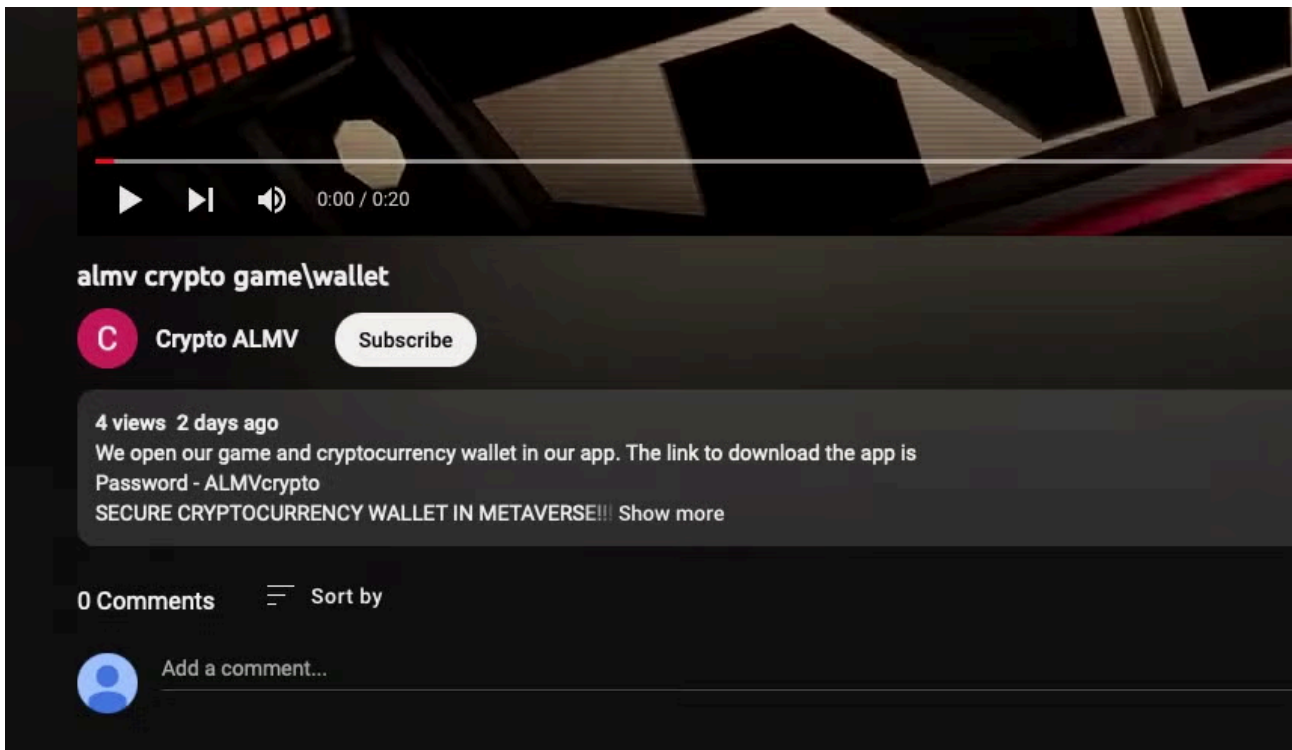 0:00 / 0:20
almv crypto game\wallet
C
Crypto ALMV
Subscribe
4 views 2 days ago
We open our game and cryptocurrency wallet in our app. The link to download the app is
Password - ALMVcrypto
SECURE CRYPTOCURRENCY WALLET IN METAVERSE!!! Show more
0 Comments
Sort by
Add a comment...